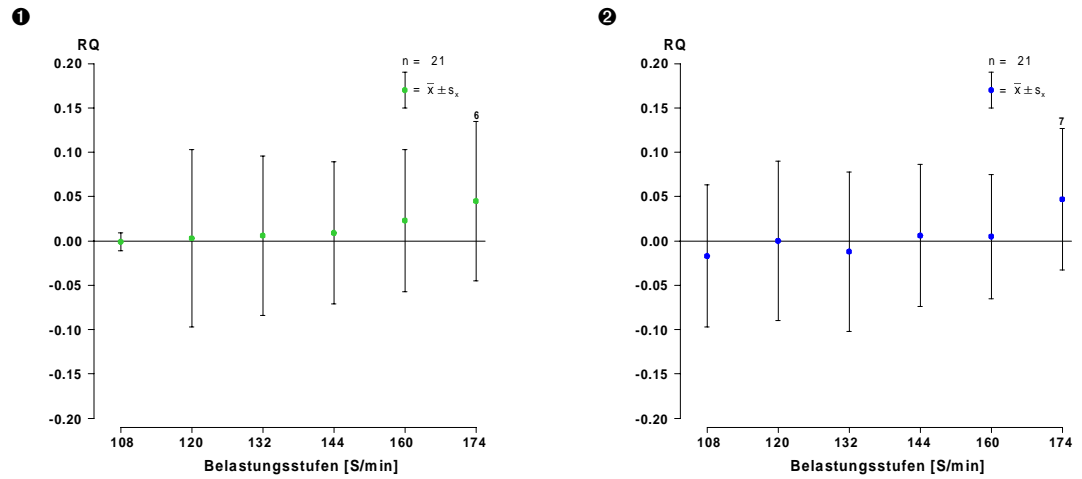 ❶
RQ
0.20
0.15
0.10
0.05
0.00
-0.05
-0.10
-0.15
-0.20
n = 21
= x̄ ± sₓ
6
108 120 132 144 160 174
Belastungsstufen [S/min]
❷
RQ
0.20
0.15
0.10
0.05
0.00
-0.05
-0.10
-0.15
-0.20
n = 21
= x̄ ± sₓ
7
108 120 132 144 160 174
Belastungsstufen [S/min]